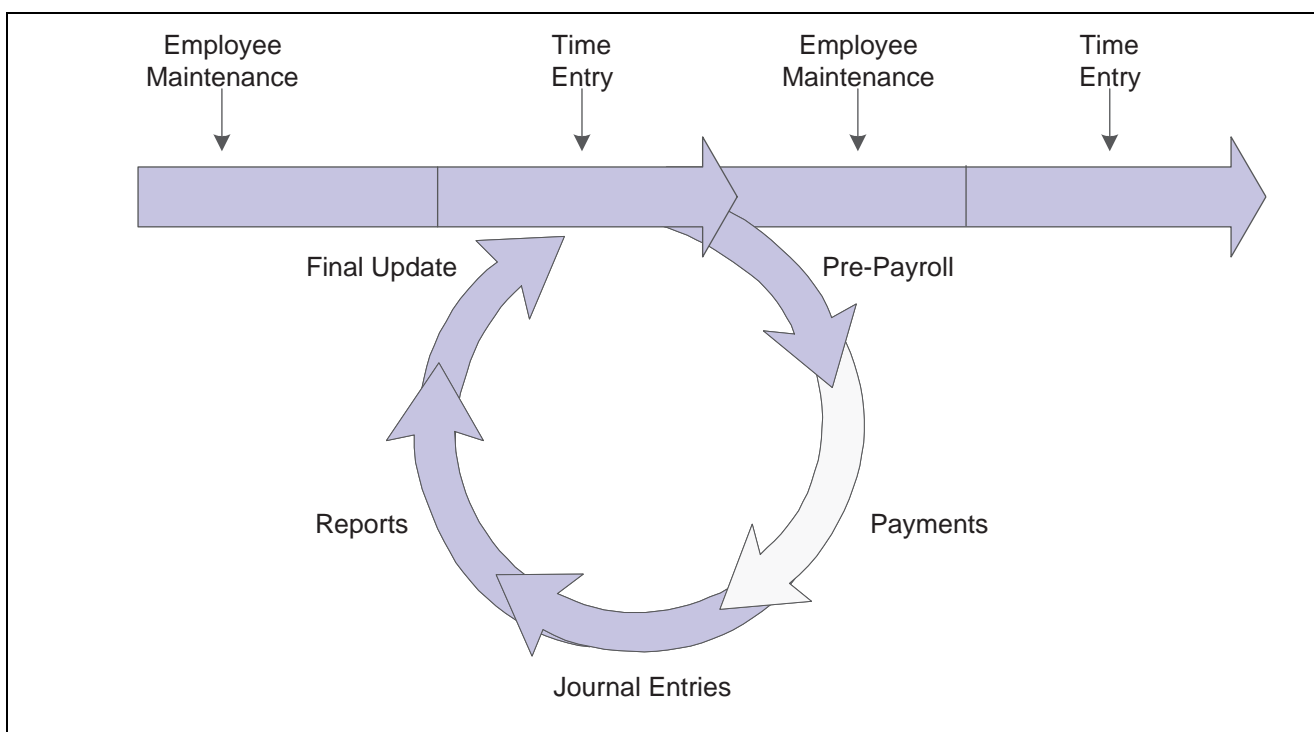 Employee
Maintenance
Time
Entry
Employee
Maintenance
Time
Entry
Final Update
Pre-Payroll
Reports
Payments
Journal Entries